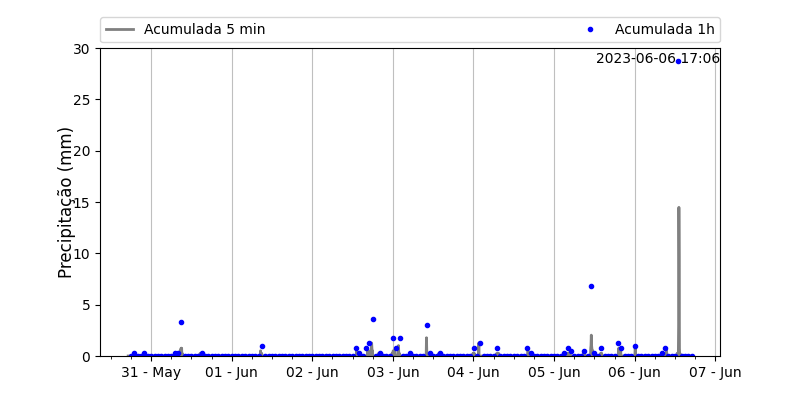 Acumulada 5 min
Acumulada 1h
2023-06-06 17:06
30
25
20
15
10
5
0
Precipitação (mm)
31 - May
01 - Jun
02 - Jun
03 - Jun
04 - Jun
05 - Jun
06 - Jun
07 - Jun